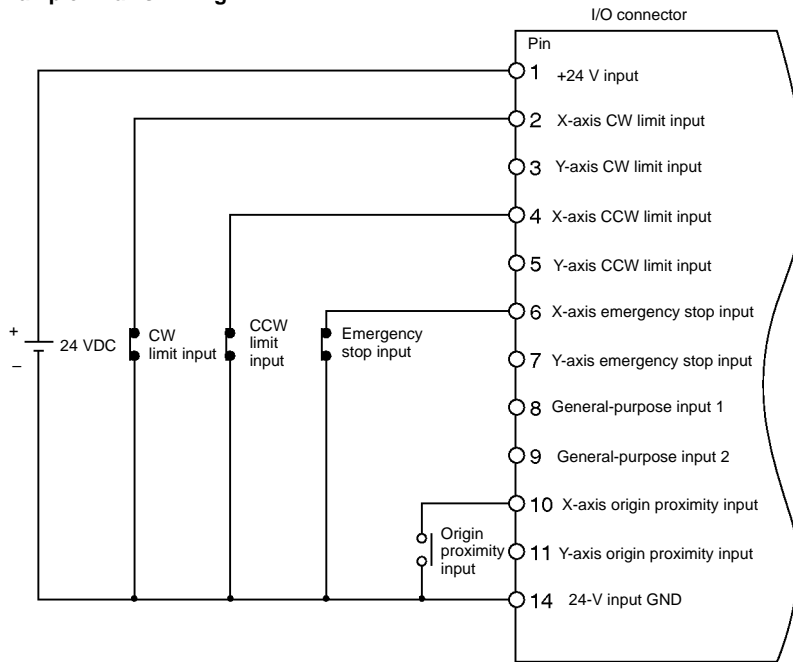 I/O connector
Pin
1 +24 V input
2 X-axis CW limit input
3 Y-axis CW limit input
4 X-axis CCW limit input
5 Y-axis CCW limit input
6 X-axis emergency stop input
7 Y-axis emergency stop input
8 General-purpose input 1
9 General-purpose input 2
10 X-axis origin proximity input
11 Y-axis origin proximity input
14 24-V input GND
+
–
24 VDC
CW
limit input
CCW
limit
input
Emergency
stop input
Origin
proximity
input